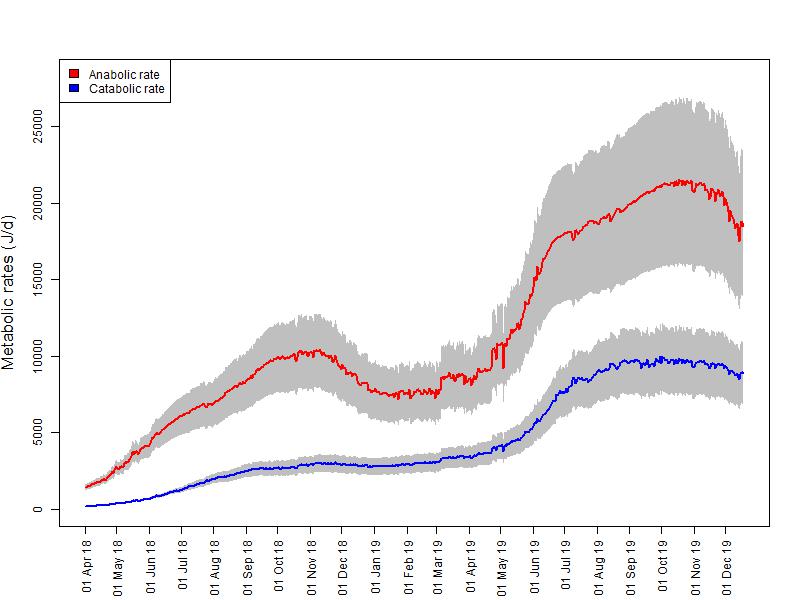 Anabolic rate
Catabolic rate
Metabolic rates (J/d)
25000
20000
15000
10000
5000
0
01 Apr 18
01 May 18
01 Jun 18
01 Jul 18
01 Aug 18
01 Sep 18
01 Oct 18
01 Nov 18
01 Dec 18
01 Jan 19
01 Feb 19
01 Mar 19
01 Apr 19
01 May 19
01 Jun 19
01 Jul 19
01 Aug 19
01 Sep 19
01 Oct 19
01 Nov 19
01 Dec 19